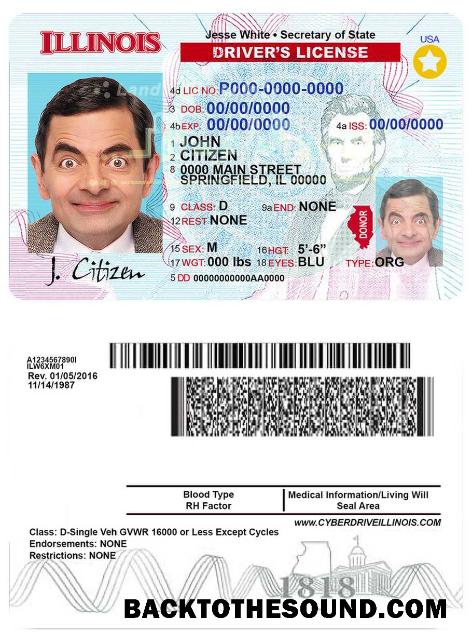 ILLINOIS
Jesse White • Secretary of State
USA
DRIVER'S LICENSE
4d LIC NO: P000-0000-0000
3 DOB: 00/00/0000
4b EXP: 00/00/0000 4a ISS: 00/00/0000
1 JOHN
2 CITIZEN
8 0000 MAIN STREET
SPRINGFIELD, IL 00000
9 CLASS: D 9a END: NONE
12 REST: NONE
DONOR
15 SEX: M 16 HGT: 5'-6"
17 WGT: 000 lbs 18 EYES: BLU TYPE: ORG
5 DD 00000000000AA0000
J. Citizen
A1234567890I
ILW6XM01
Rev. 01/05/2016
11/14/1987
Blood Type
RH Factor
Medical Information/Living Will
Seal Area
www.CYBERDRIVEILLINOIS.COM
Class: D-Single Veh GVWR 16000 or Less Except Cycles
Endorsements: NONE
Restrictions: NONE
1818
BACKTOTHESOUND.COM